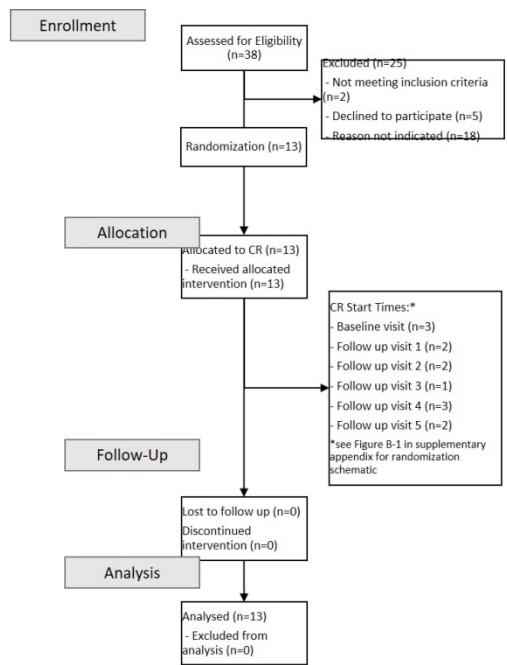 Enrollment
Assessed for Eligibility
(n=38)
Excluded (n=25)
- Not meeting inclusion criteria
(n=2)
- Declined to participate (n=5)
- Reason not indicated (n=18)
Randomization (n=13)
Allocation
Allocated to CR (n=13)
- Received allocated
intervention (n=13)
CR Start Times:*
- Baseline visit (n=3)
- Follow up visit 1 (n=2)
- Follow up visit 2 (n=2)
- Follow up visit 3 (n=1)
- Follow up visit 4 (n=3)
- Follow up visit 5 (n=2)
*see Figure B-1 in supplementary
appendix for randomization
schematic
Follow-Up
Lost to follow up (n=0)
Discontinued
intervention (n=0)
Analysis
Analysed (n=13)
- Excluded from
analysis (n=0)